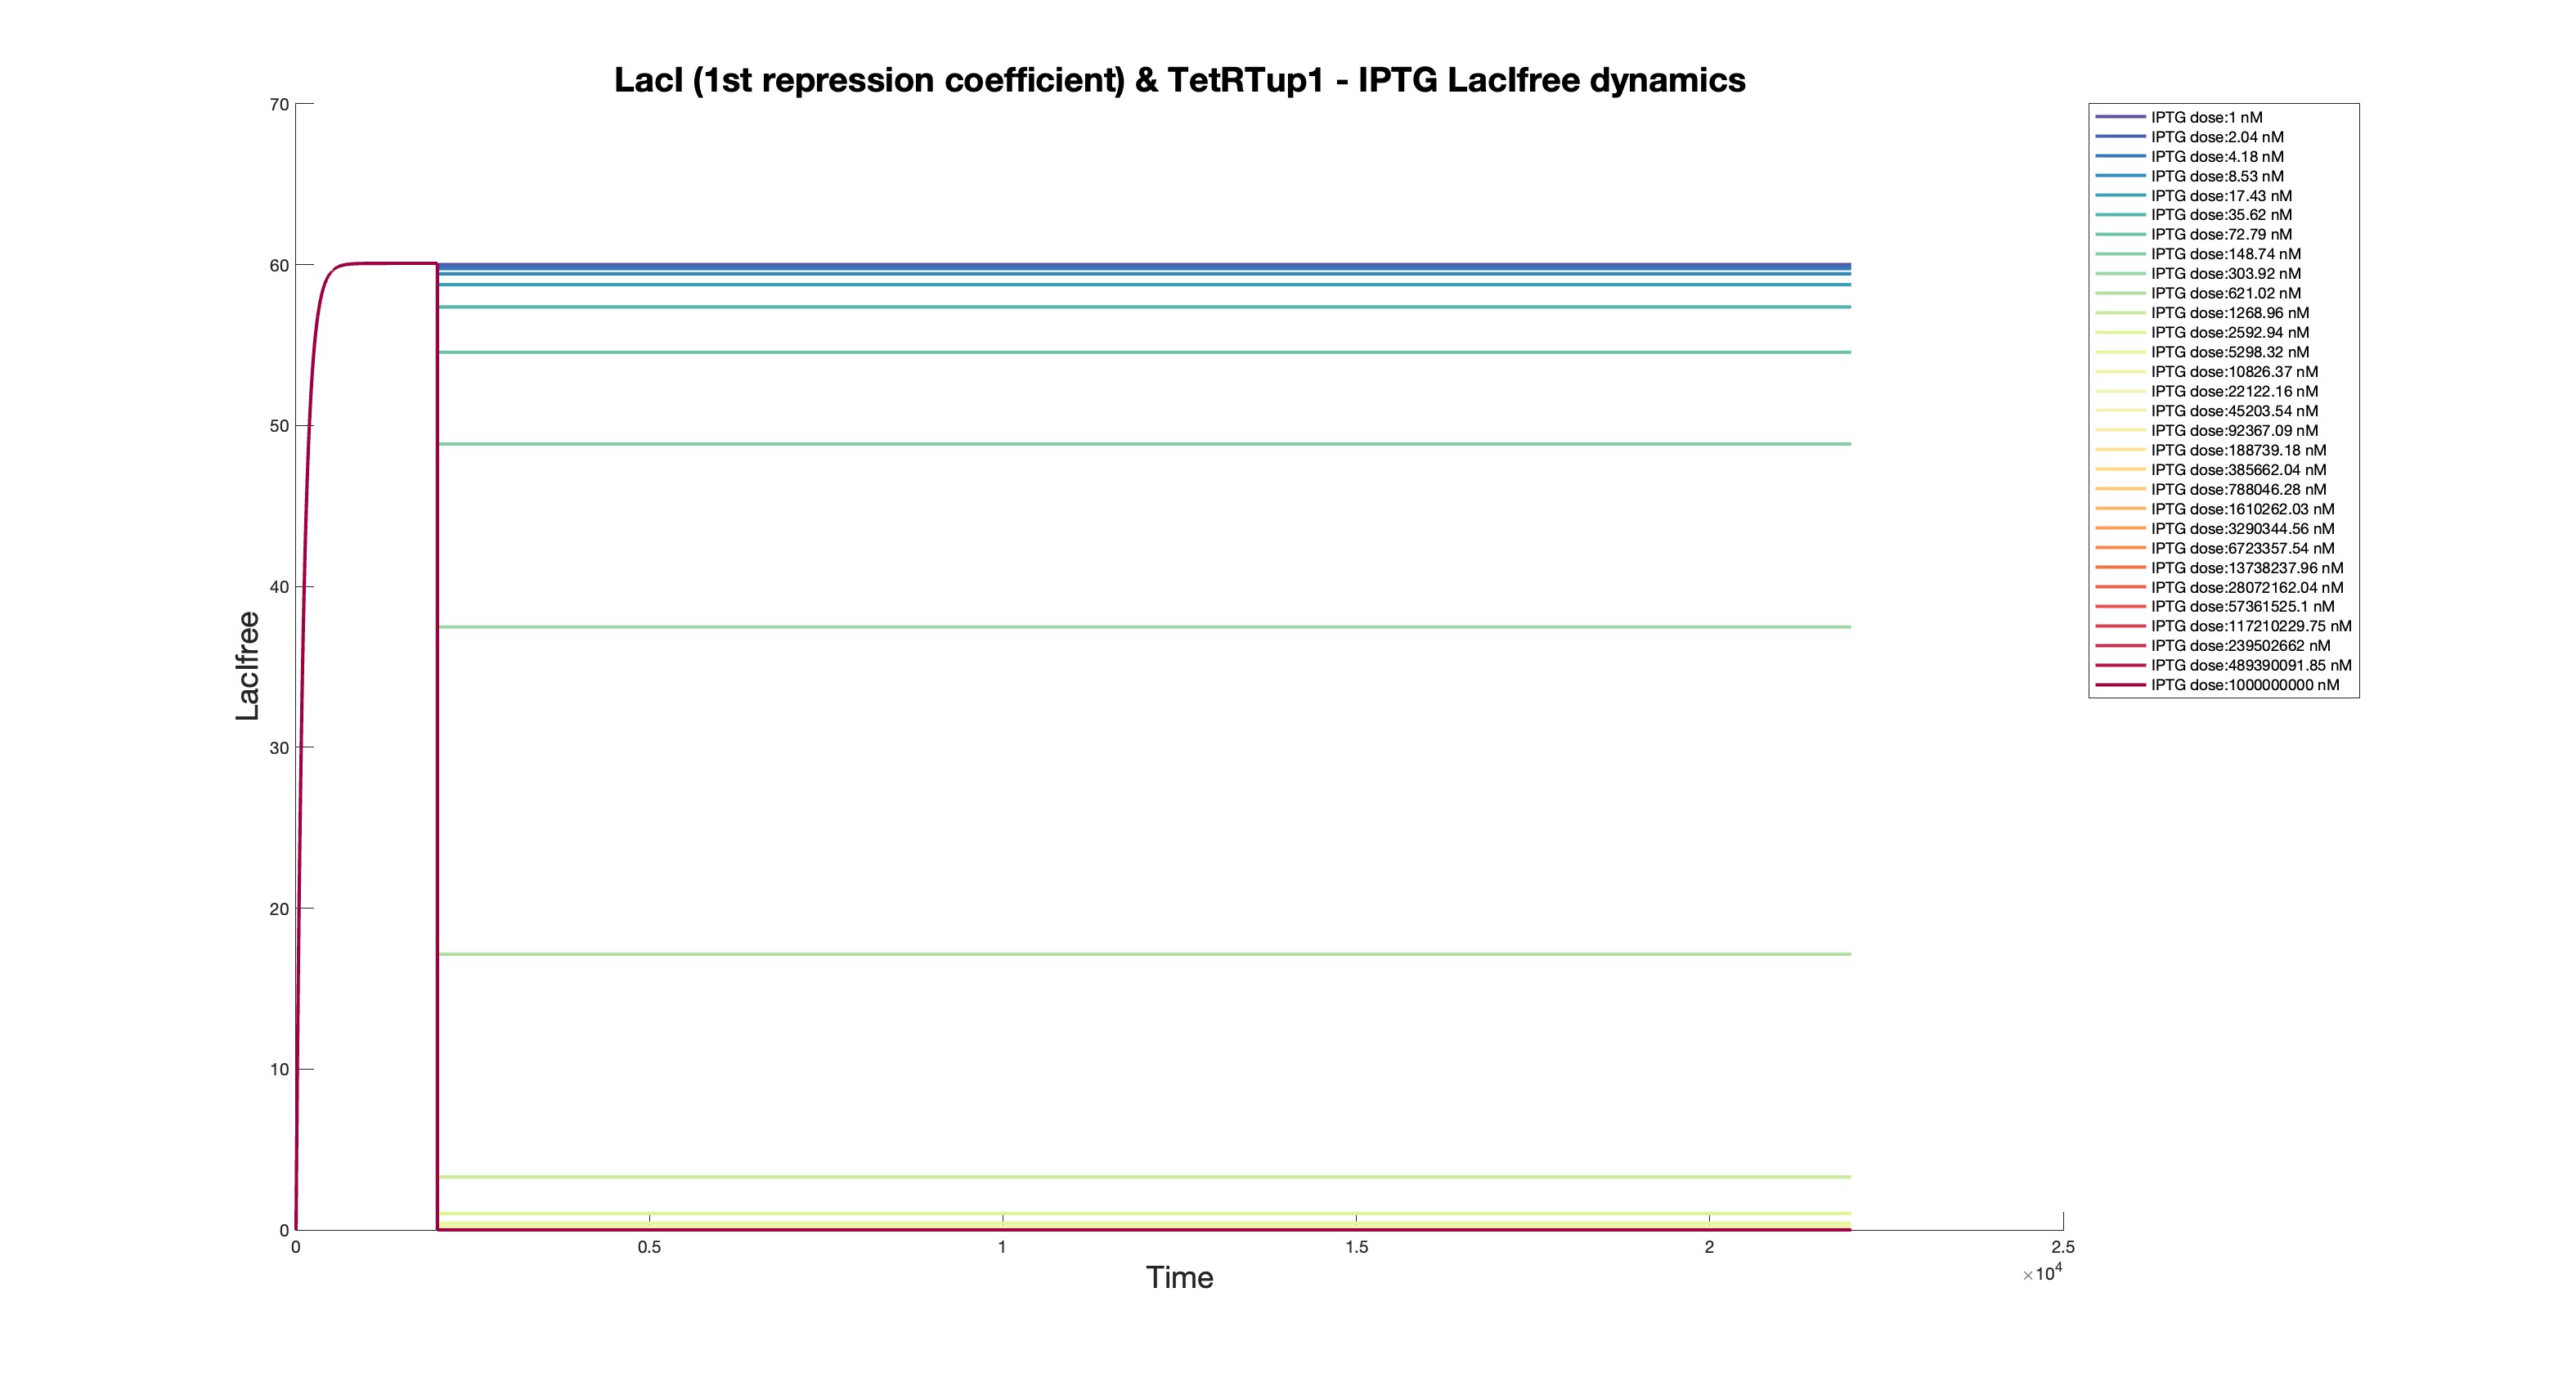 LacI (1st repression coefficient) & TetRTup1 - IPTG LacIfree dynamics
70
60
50
40
30
20
10
0
LacIfree
0
0.5
1
1.5
2
2.5
×10⁴
Time
IPTG dose:1 nM
IPTG dose:2.04 nM
IPTG dose:4.18 nM
IPTG dose:8.53 nM
IPTG dose:17.43 nM
IPTG dose:35.62 nM
IPTG dose:72.79 nM
IPTG dose:148.74 nM
IPTG dose:303.92 nM
IPTG dose:621.02 nM
IPTG dose:1268.96 nM
IPTG dose:2592.94 nM
IPTG dose:5298.32 nM
IPTG dose:10826.37 nM
IPTG dose:22122.16 nM
IPTG dose:45203.54 nM
IPTG dose:92367.09 nM
IPTG dose:188739.18 nM
IPTG dose:385662.04 nM
IPTG dose:788046.28 nM
IPTG dose:1610262.03 nM
IPTG dose:3290344.56 nM
IPTG dose:6723357.54 nM
IPTG dose:13738237.96 nM
IPTG dose:28072162.04 nM
IPTG dose:57361525.1 nM
IPTG dose:117210229.75 nM
IPTG dose:239502662 nM
IPTG dose:489390091.85 nM
IPTG dose:1000000000 nM